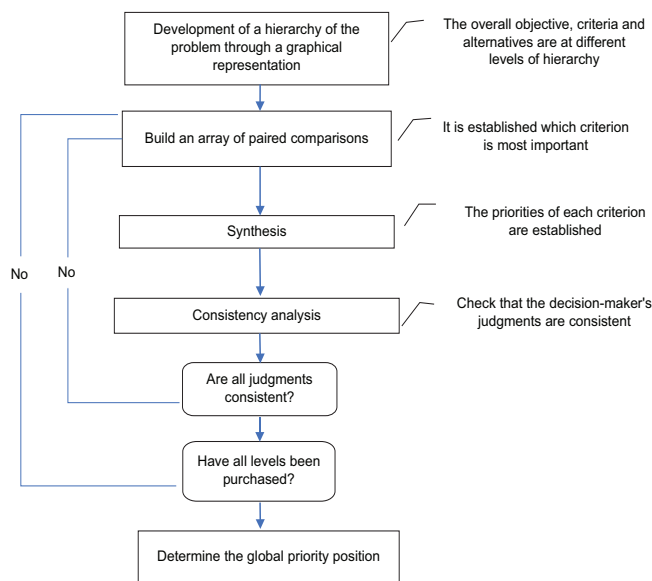 Development of a hierarchy of the
problem through a graphical
representation
The overall objective, criteria and
alternatives are at different
levels of hierarchy
Build an array of paired comparisons
It is established which criterion
is most important
Synthesis
The priorities of each criterion
are established
No
No
Consistency analysis
Check that the decision-maker's
judgments are consistent
Are all judgments
consistent?
Have all levels been
purchased?
Determine the global priority position